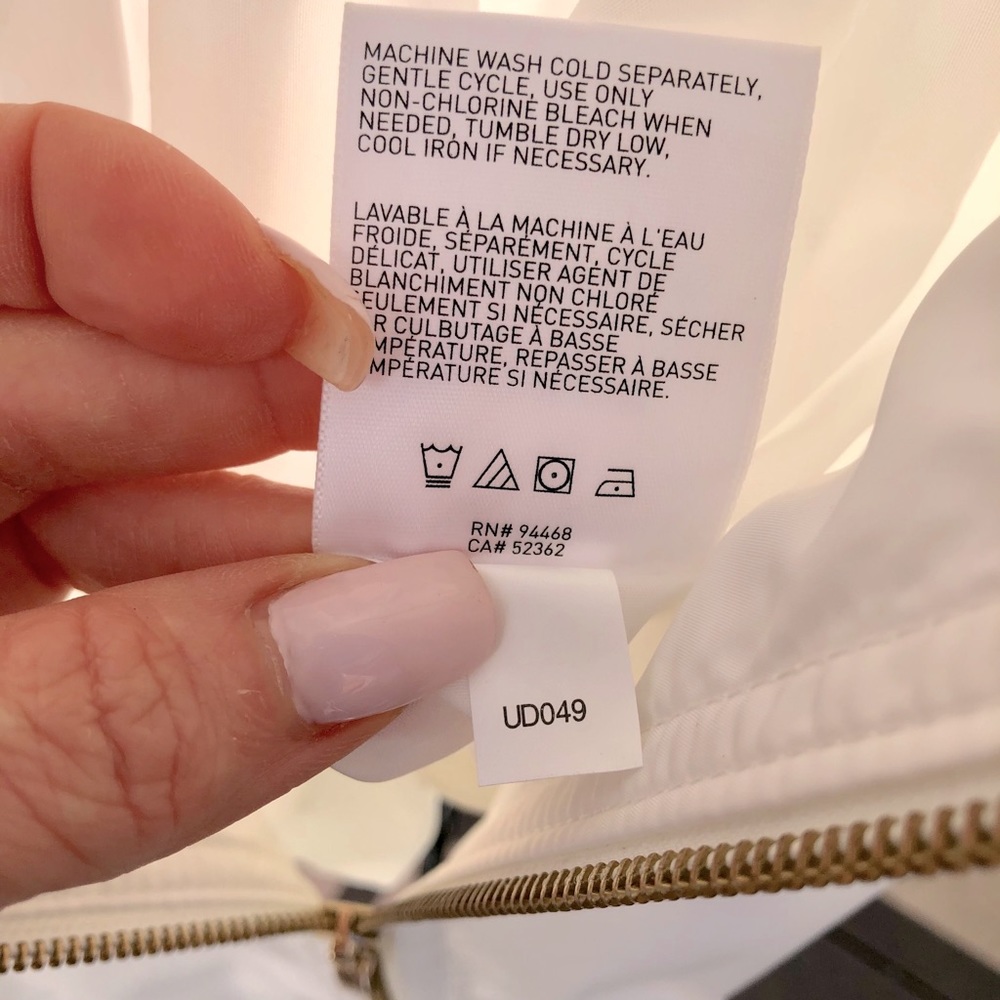 MACHINE WASH COLD SEPARATELY,
GENTLE CYCLE, USE ONLY
NON-CHLORINE BLEACH WHEN
NEEDED, TUMBLE DRY LOW,
COOL IRON IF NECESSARY.
LAVABLE À LA MACHINE À L'EAU
FROIDE, SÉPARÉMENT, CYCLE
DÉLICAT, UTILISER AGENT DE
BLANCHIMENT NON CHLORÉ
SEULEMENT SI NÉCESSAIRE, SÉCHER
R CULBUTAGE À BASSE
MPÉRATURE, REPASSER À BASSE
MPÉRATURE SI NÉCESSAIRE.
RN# 94468
CA# 52362
UD049